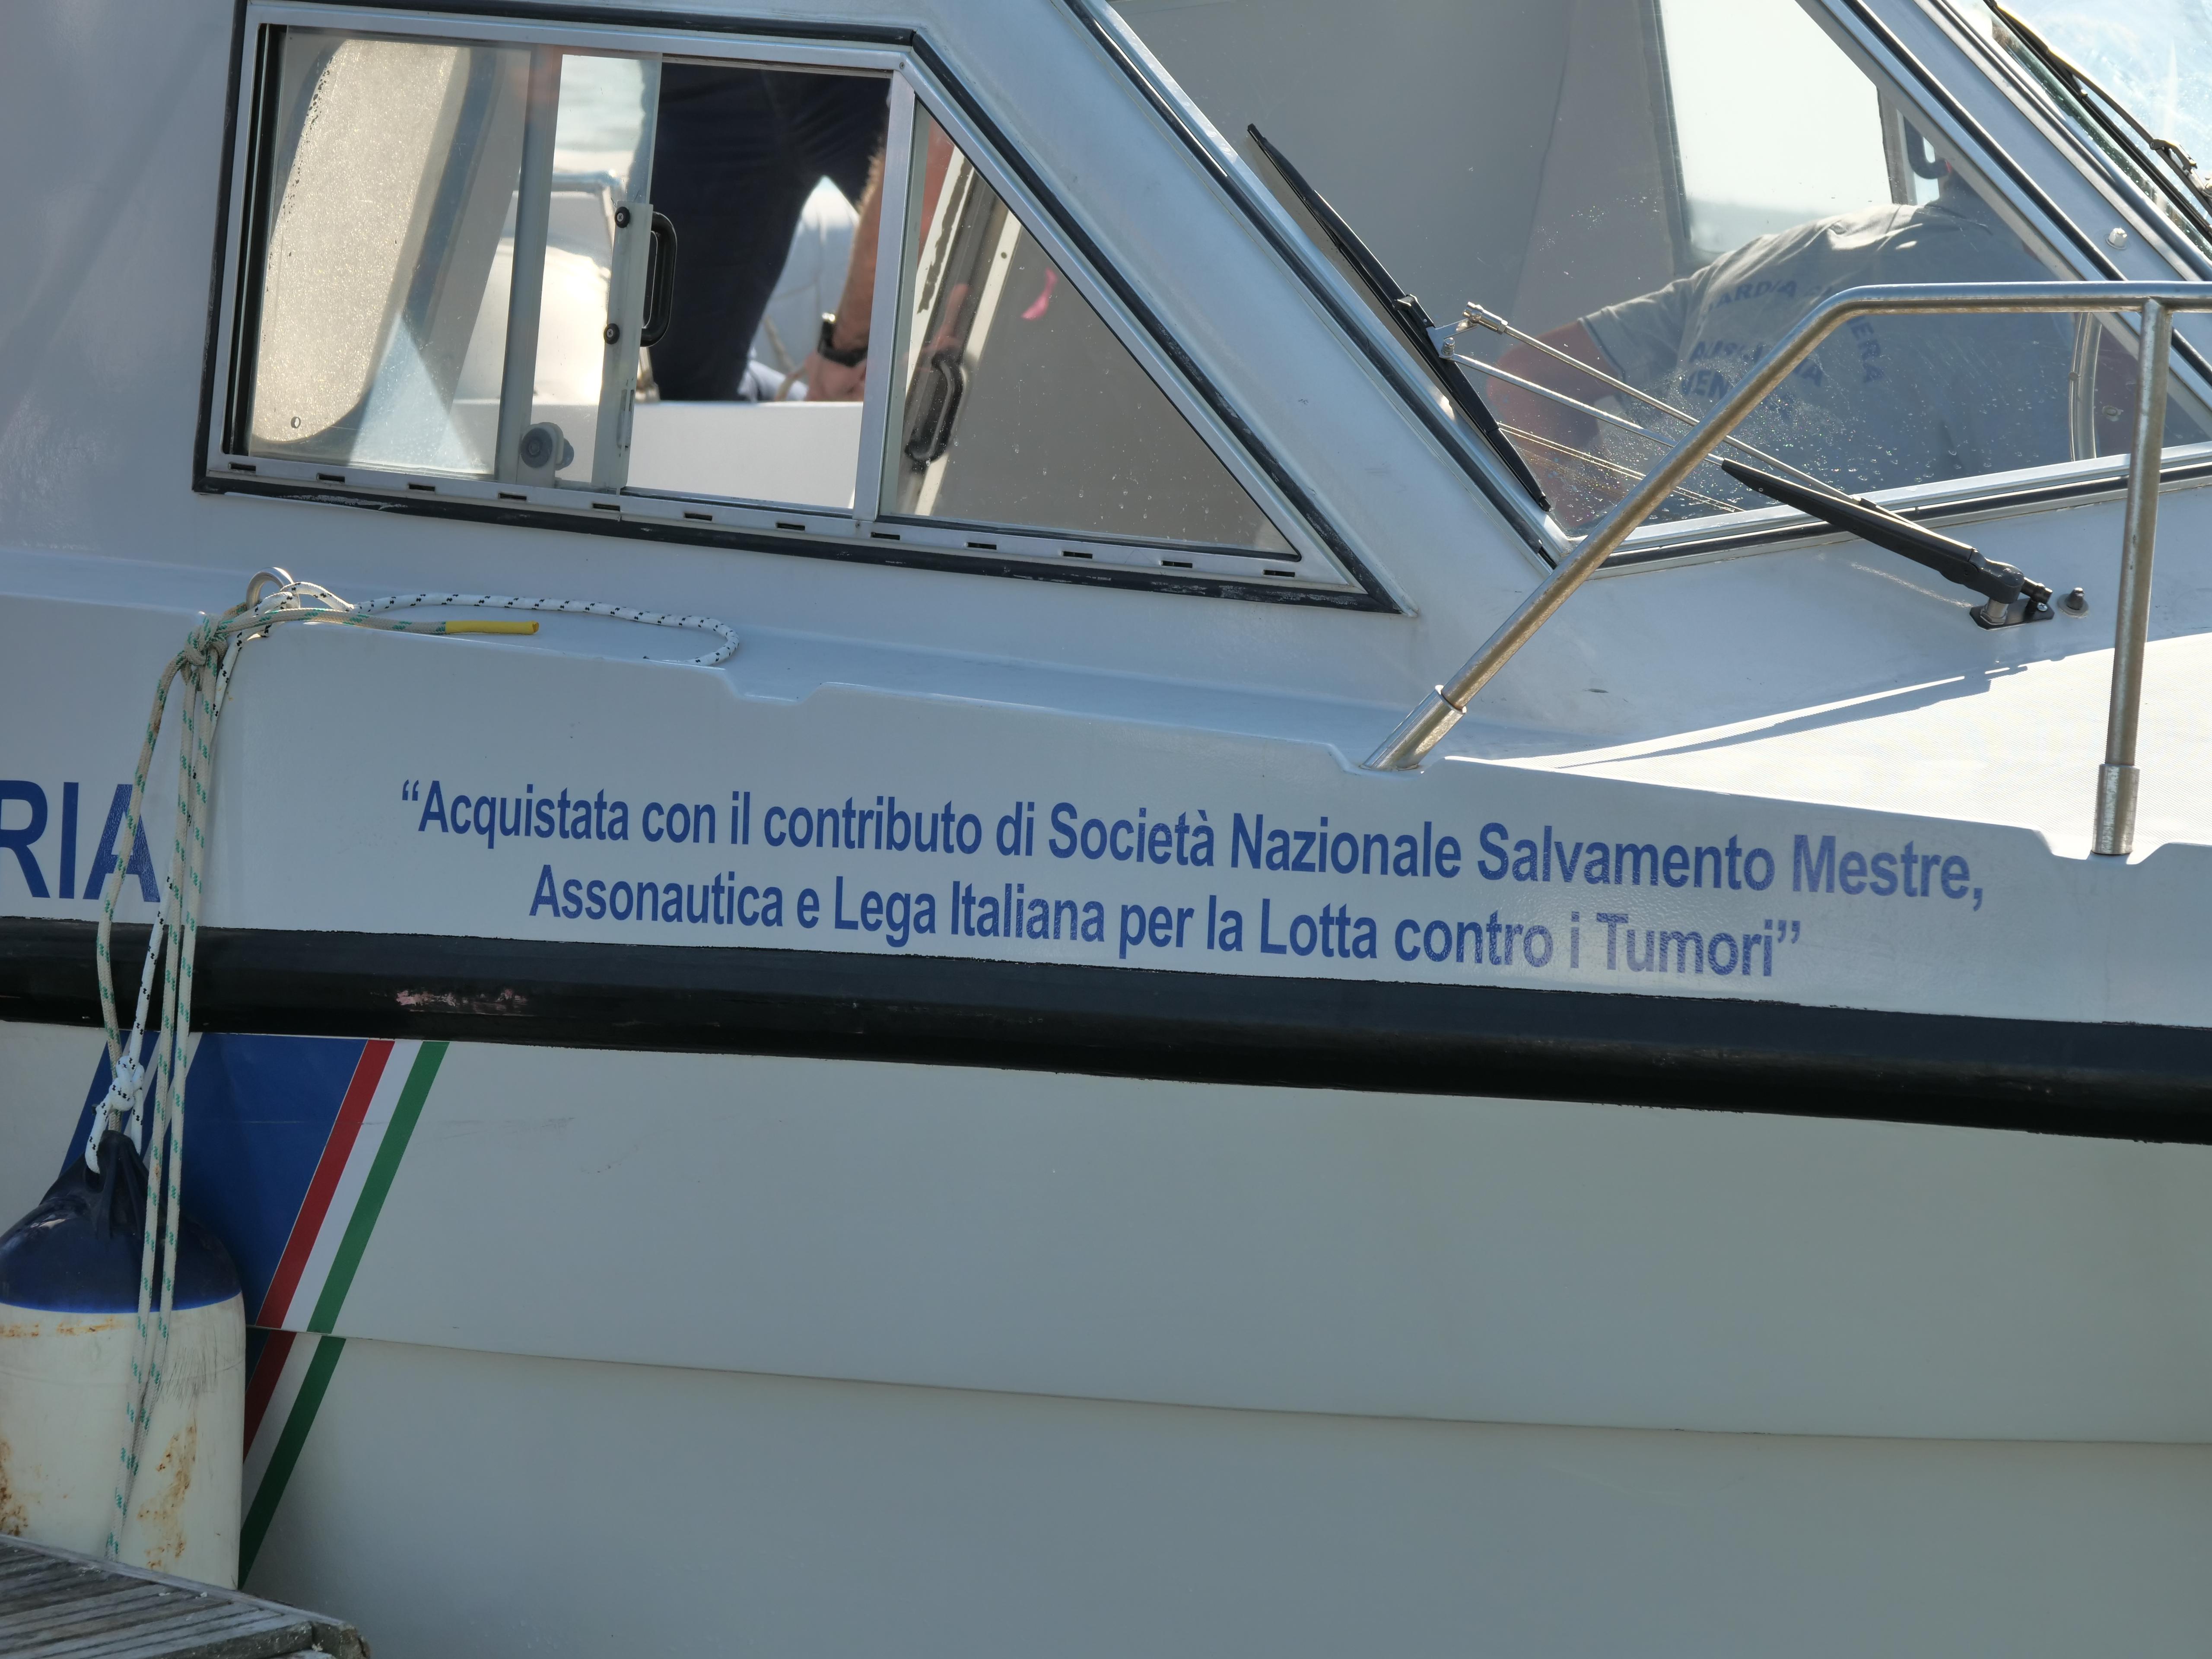 RIA
“Acquistata con il contributo di Società Nazionale Salvamento Mestre,
Assonautica e Lega Italiana per la Lotta contro i Tumori”